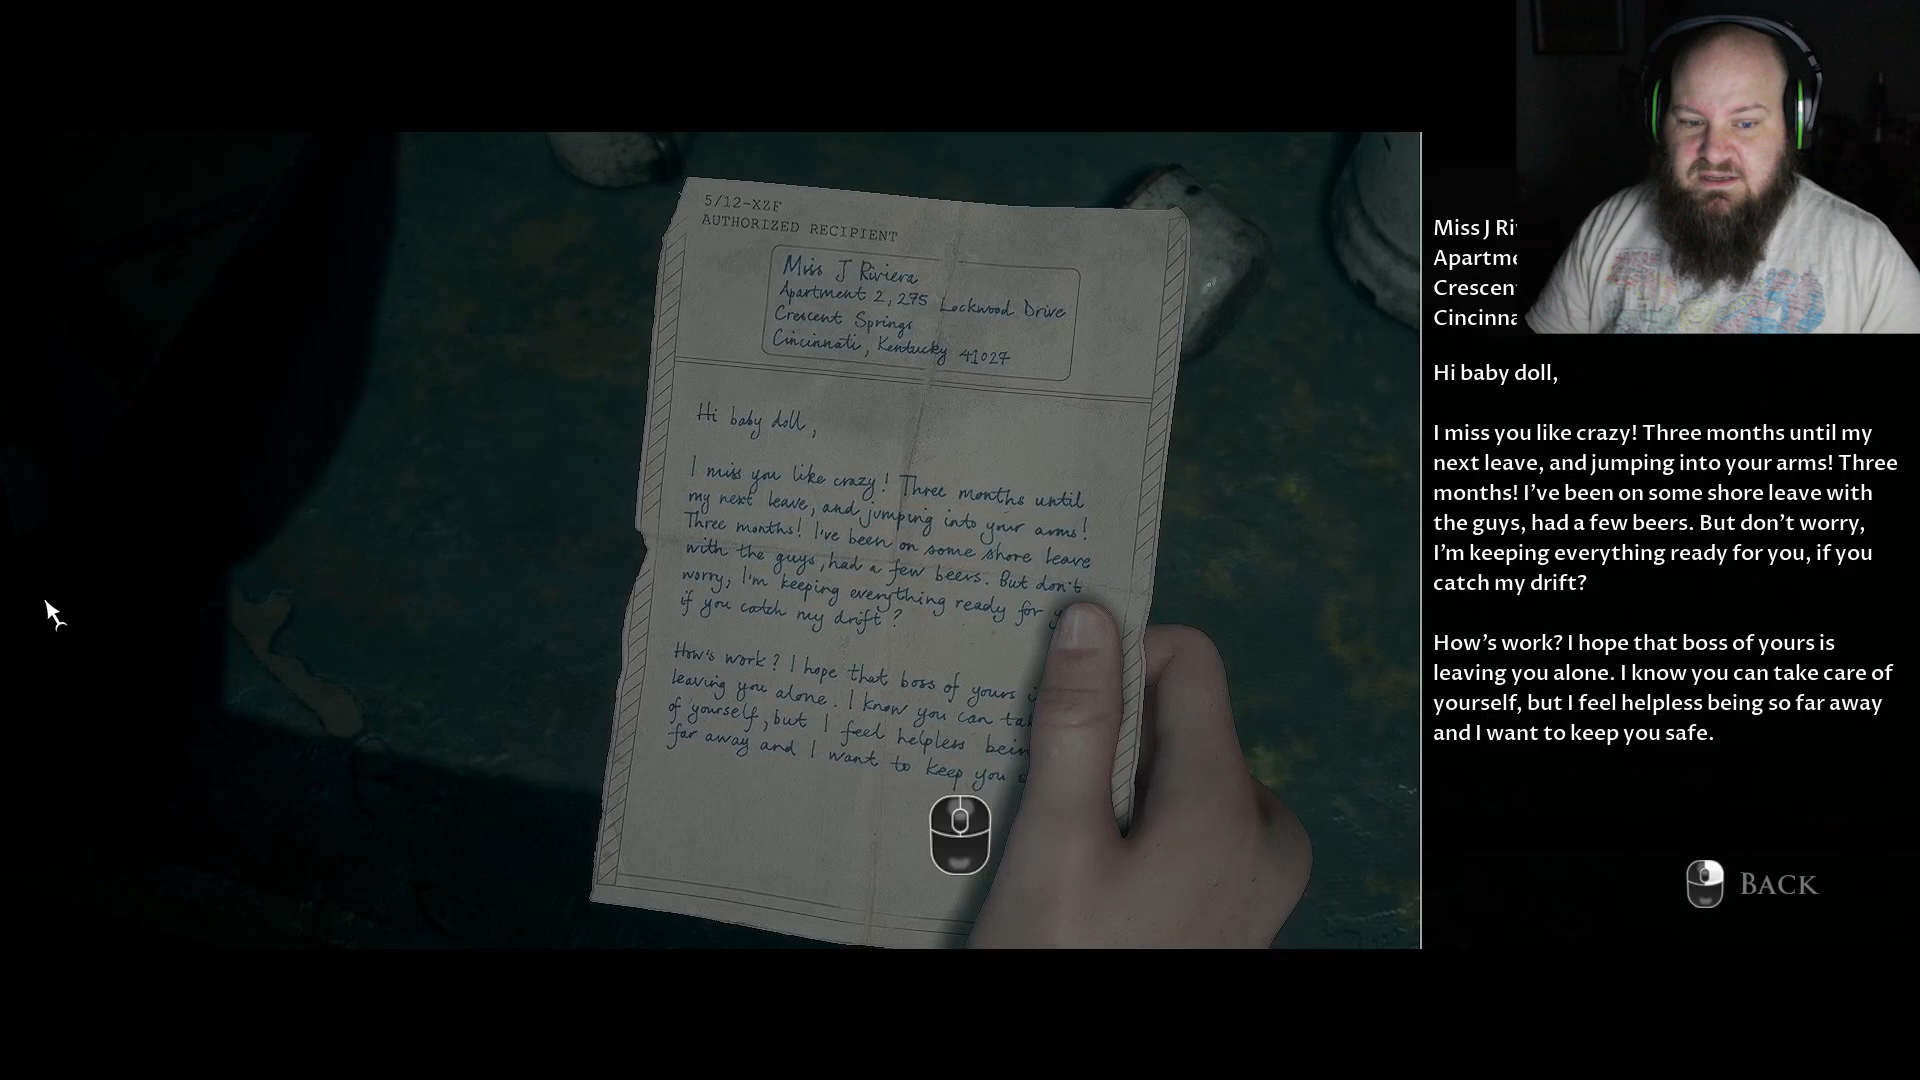 5/12-XZF
AUTHORIZED RECIPIENT
Miss J Riviera
Apartment 2, 275 Lockwood Drive
Crescent Springs
Cincinnati, Kentucky 41027
Hi baby doll,
I miss you like crazy! Three months until
my next leave, and jumping into your arms!
Three months! I've been on some shore leave
with the guys, had a few beers. But don't
worry, I'm keeping everything ready for
if you catch my drift?
How's work? I hope that boss of yours
leaving you alone. I know you can
of yourself, but I feel helpless
far away and I want to keep you
Miss J
Hi baby doll,
I miss you like crazy! Three months until my
next leave, and jumping into your arms! Three
months! I've been on some shore leave with
the guys, had a few beers. But don't worry,
I'm keeping everything ready for you, if you
catch my drift?
How's work? I hope that boss of yours is
leaving you alone. I know you can take care of
yourself, but I feel helpless being so far away
and I want to keep you safe.
BACK